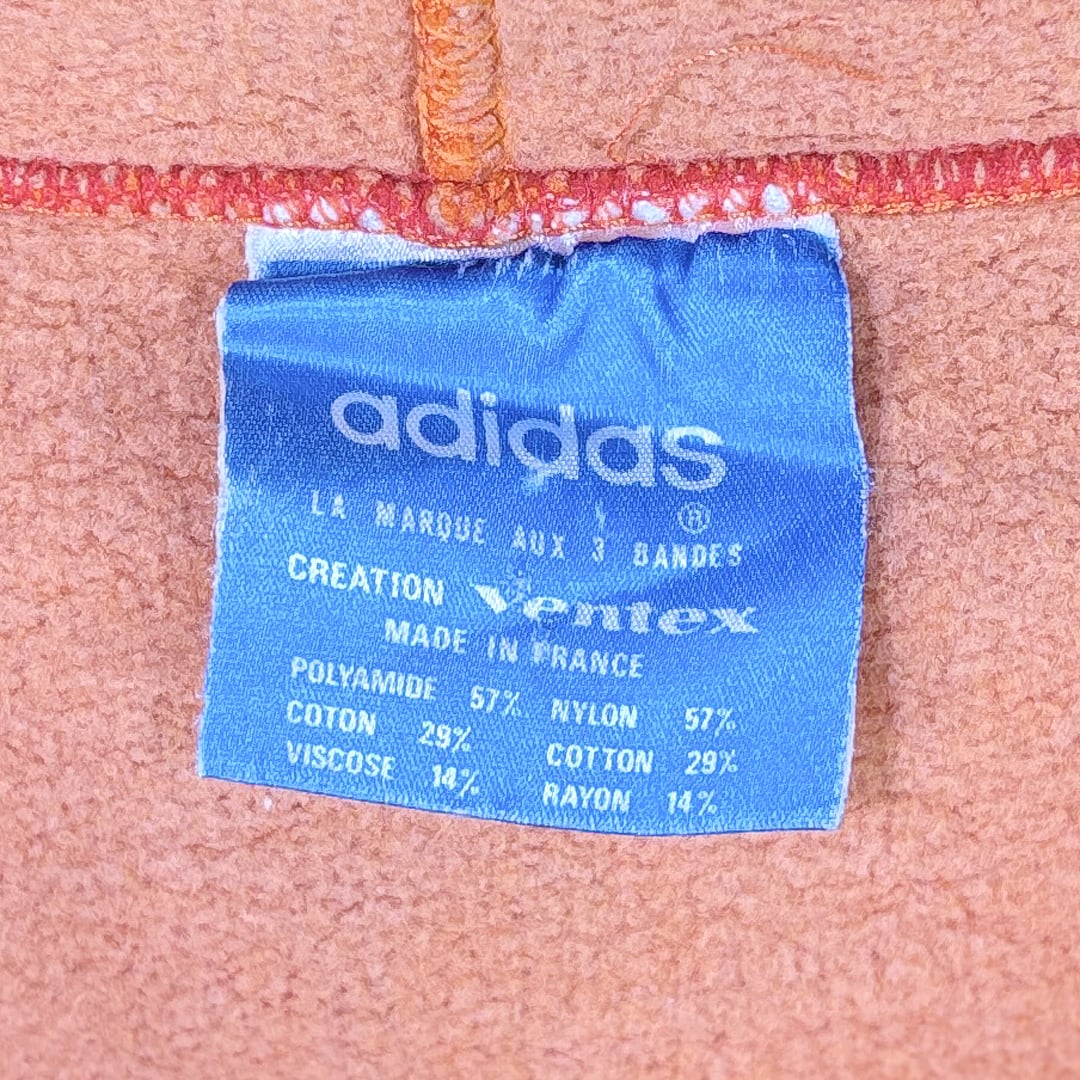 adidas
®
LA MARQUE AUX 3 BANDES
CREATION Ventex
MADE IN FRANCE
POLYAMIDE 57% NYLON 57%
COTON 29% COTTON 29%
VISCOSE 14% RAYON 14%